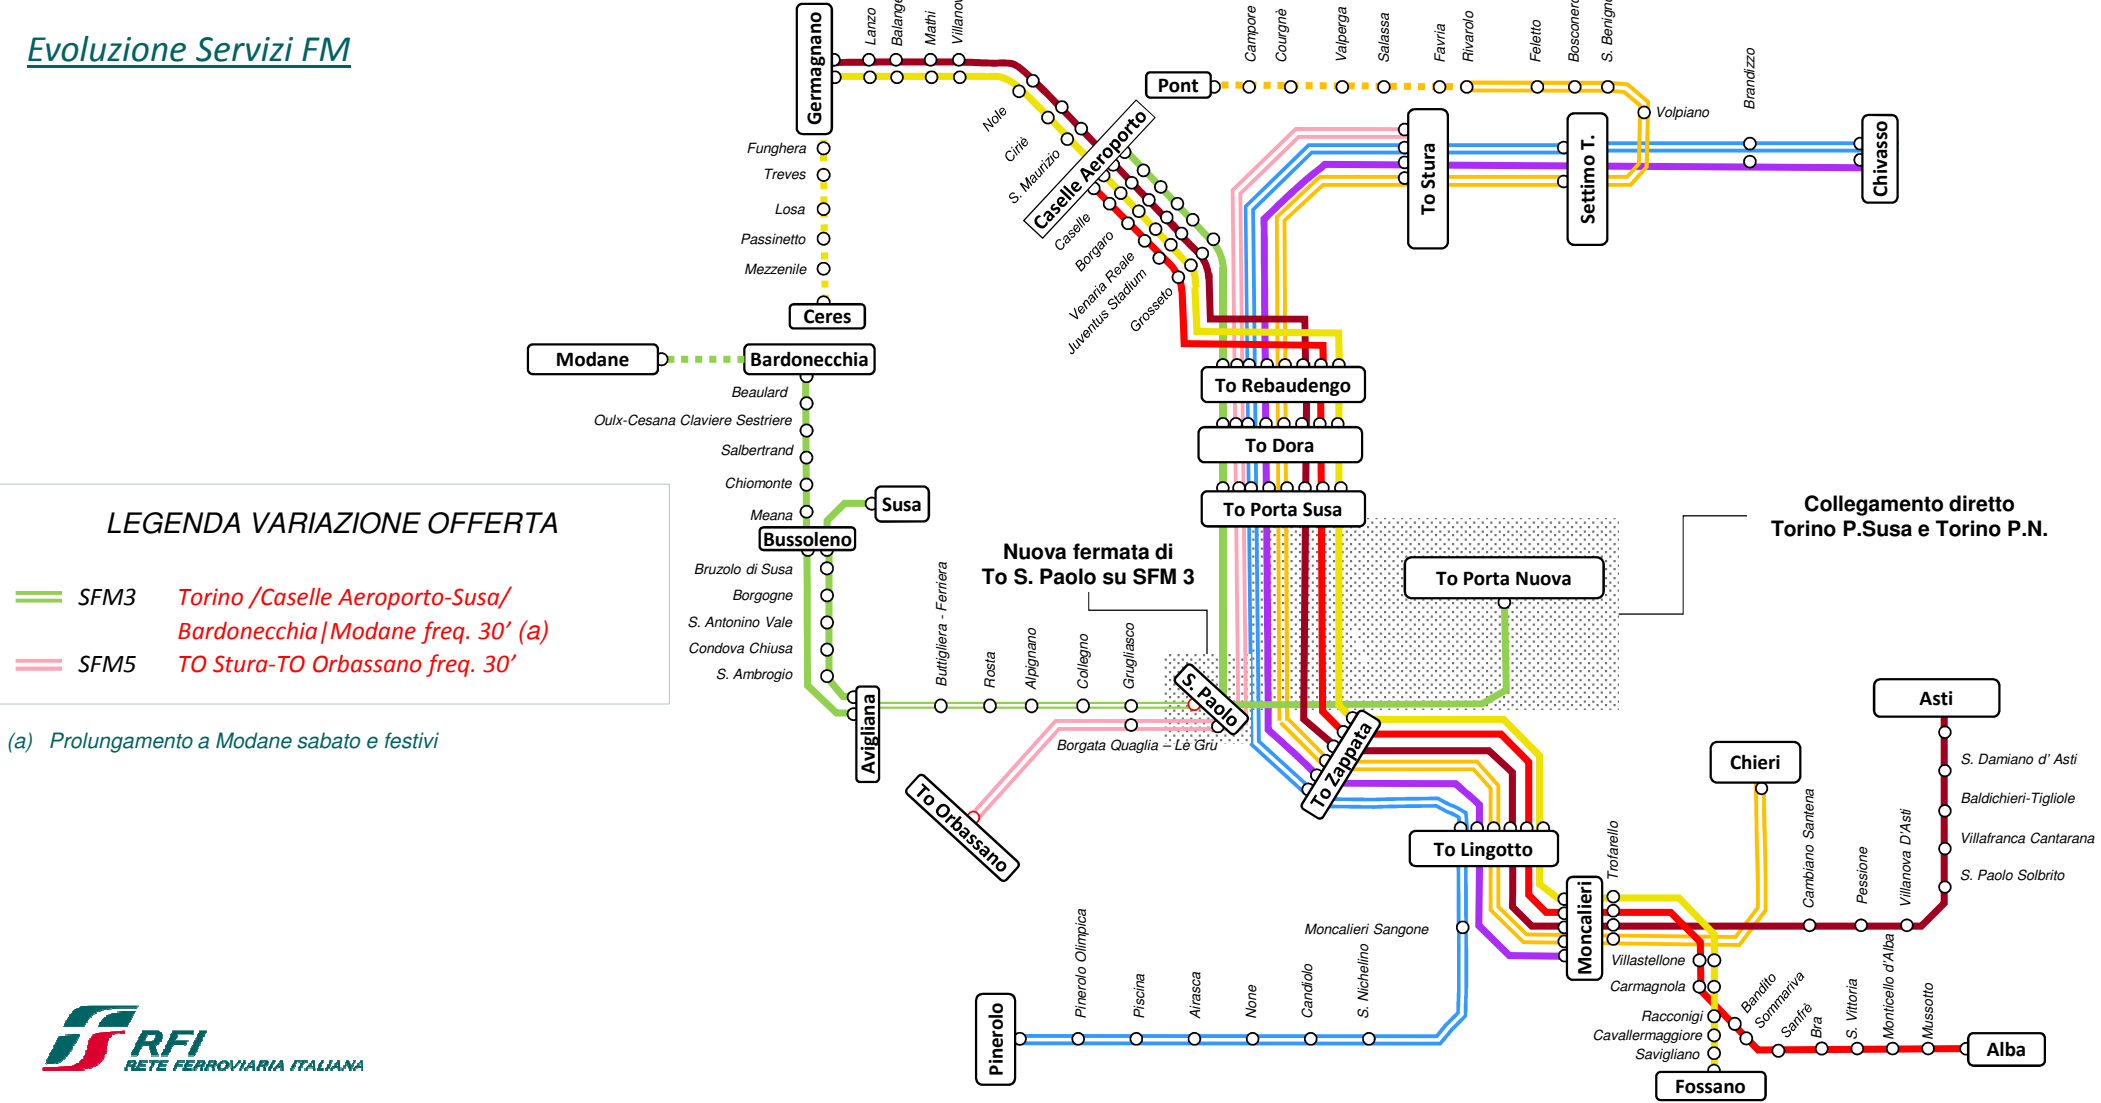 Evoluzione Servizi FM
Germagnano
Lanzo
Mathi
Nole
Ciriè
S. Maurizio
Caselle Aeroporto
Caselle
Borgaro
Venaria Reale
Juventus Stadium
Grosseto
Funghera
Treves
Losa
Passinetto
Mezzenile
Ceres
Pont
Campore
Courgnè
Valperga
Salassa
Favria
Rivarolo
Feletto
Volpiano
Brandizzo
To Stura
Settimo T.
Chivasso
Modane
Bardonecchia
Beaulard
Oulx-Cesana Claviere Sestriere
Salbertrand
Chiomonte
Meana
Susa
Bussoleno
Bruzolo di Susa
Borgogne
S. Antonino Vale
Condova Chiusa
S. Ambrogio
Avigliana
Buttigliera - Ferriera
Rosta
Alpignano
Collegno
Grugliasco
S. Paolo
Borgata Quaglia – Le Gru
To Orbassano
To Rebaudengo
To Dora
To Porta Susa
To Porta Nuova
Nuova fermata di
To S. Paolo su SFM 3
Collegamento diretto
Torino P.Susa e Torino P.N.
LEGENDA VARIAZIONE OFFERTA
SFM3 Torino /Caselle Aeroporto-Susa/
Bardonecchia|Modane freq. 30’ (a)
SFM5 TO Stura-TO Orbassano freq. 30’
(a) Prolungamento a Modane sabato e festivi
To Zappata
To Lingotto
Moncalieri
Trofarello
Chieri
Asti
S. Damiano d’ Asti
Baldichieri-Tigliole
Villafranca Cantarana
S. Paolo Solbrito
Cambiano Santena
Pessione
Villanova D’Asti
Moncalieri Sangone
Pinerolo
Pinerolo Olimpica
Piscina
Airasca
None
Candiolo
S. Nichelino
Villastellone
Carmagnola
Racconigi
Cavallermaggiore
Savigliano
Fossano
Bandito
Sommariva
Sanfrè
Bra
S. Vittoria
Monticello d’Alba
Mussotto
Alba
RFI
RETE FERROVIARIA ITALIANA